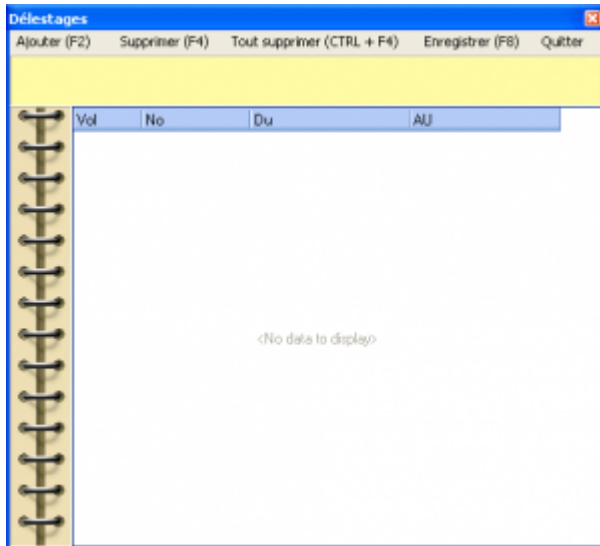 Délestages
Ajouter (F2) Supprimer (F4) Tout supprimer (CTRL + F4) Enregistrer (F8) Quitter
Vol No Du AU
<No data to display>